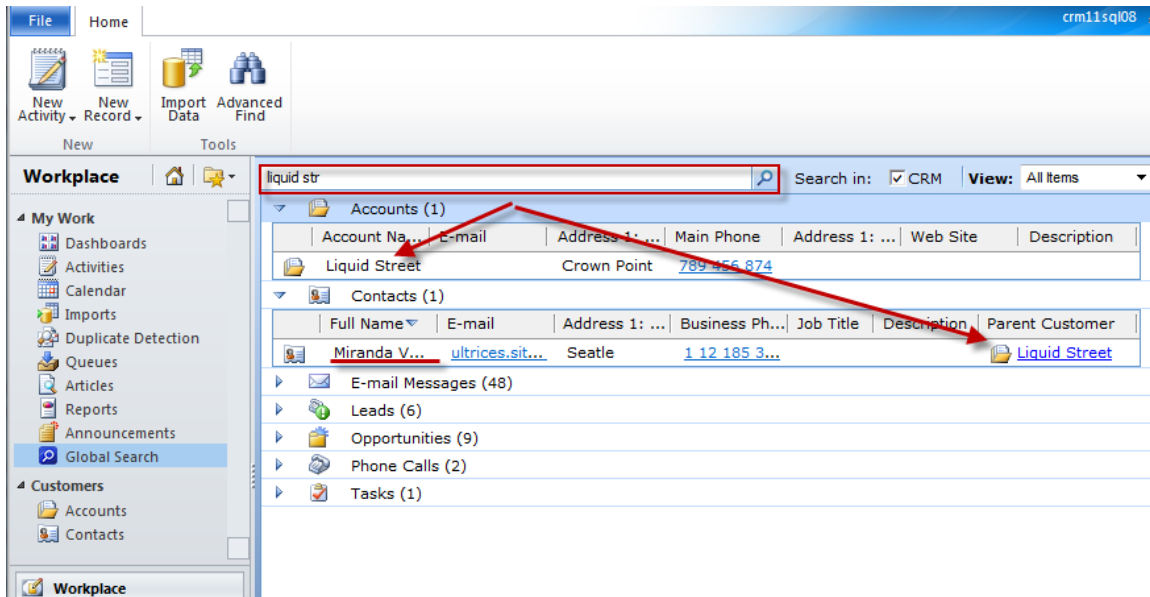 File Home crm11sql08
New Activity New Record Import Data Advanced Find
New Tools
Workplace
liquid str Search in: CRM View: All Items
My Work
Dashboards
Activities
Calendar
Imports
Duplicate Detection
Queues
Articles
Reports
Announcements
Global Search
Customers
Accounts
Contacts
Workplace
Accounts (1)
Account Na... E-mail Address 1: ... Main Phone Address 1: ... Web Site Description
Liquid Street Crown Point 789 456 874
Contacts (1)
Full Name E-mail Address 1: ... Business Ph... Job Title Description Parent Customer
Miranda V... ultrices.sit... Seatle 1 12 185 3... Liquid Street
E-mail Messages (48)
Leads (6)
Opportunities (9)
Phone Calls (2)
Tasks (1)